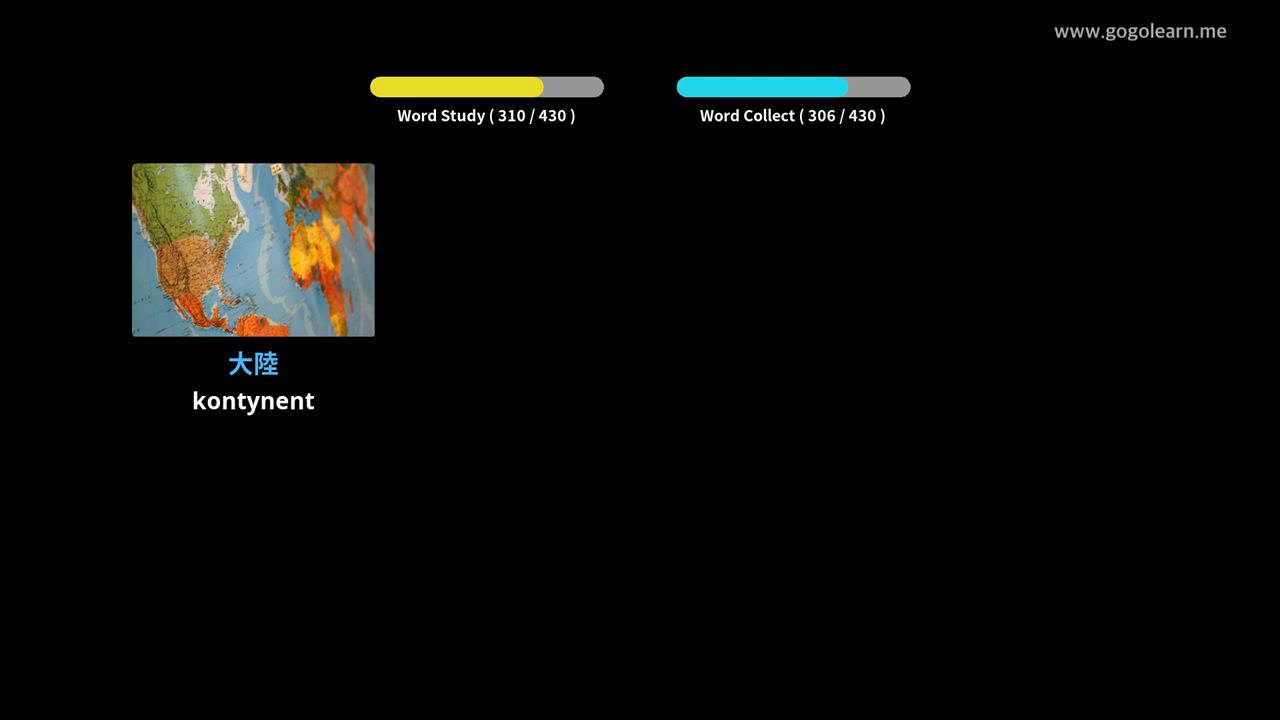 www.gogolearn.me
Word Study ( 310 / 430 )
Word Collect ( 306 / 430 )
大陸
kontynent